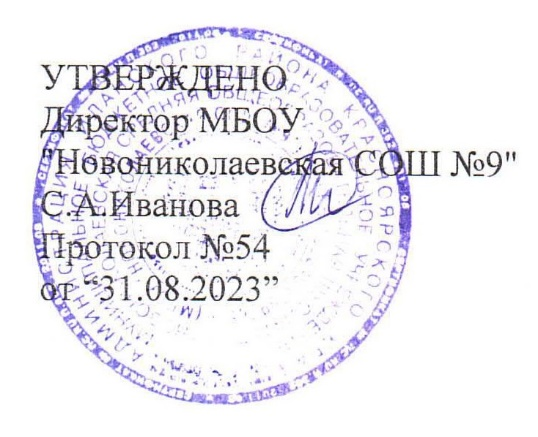 УТВЕРЖДЕНО
Директор МБОУ
"Новониколаевская СОШ №9"
С.А.Иванова
Протокол №54
от “31.08.2023”